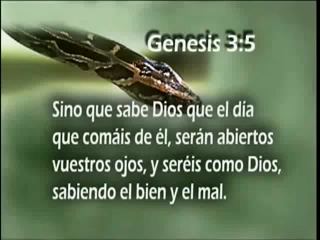 Genesis 3:5
Sino que sabe Dios que el día
que comáis de él, serán abiertos
vuestros ojos, y seréis como Dios,
sabiendo el bien y el mal.